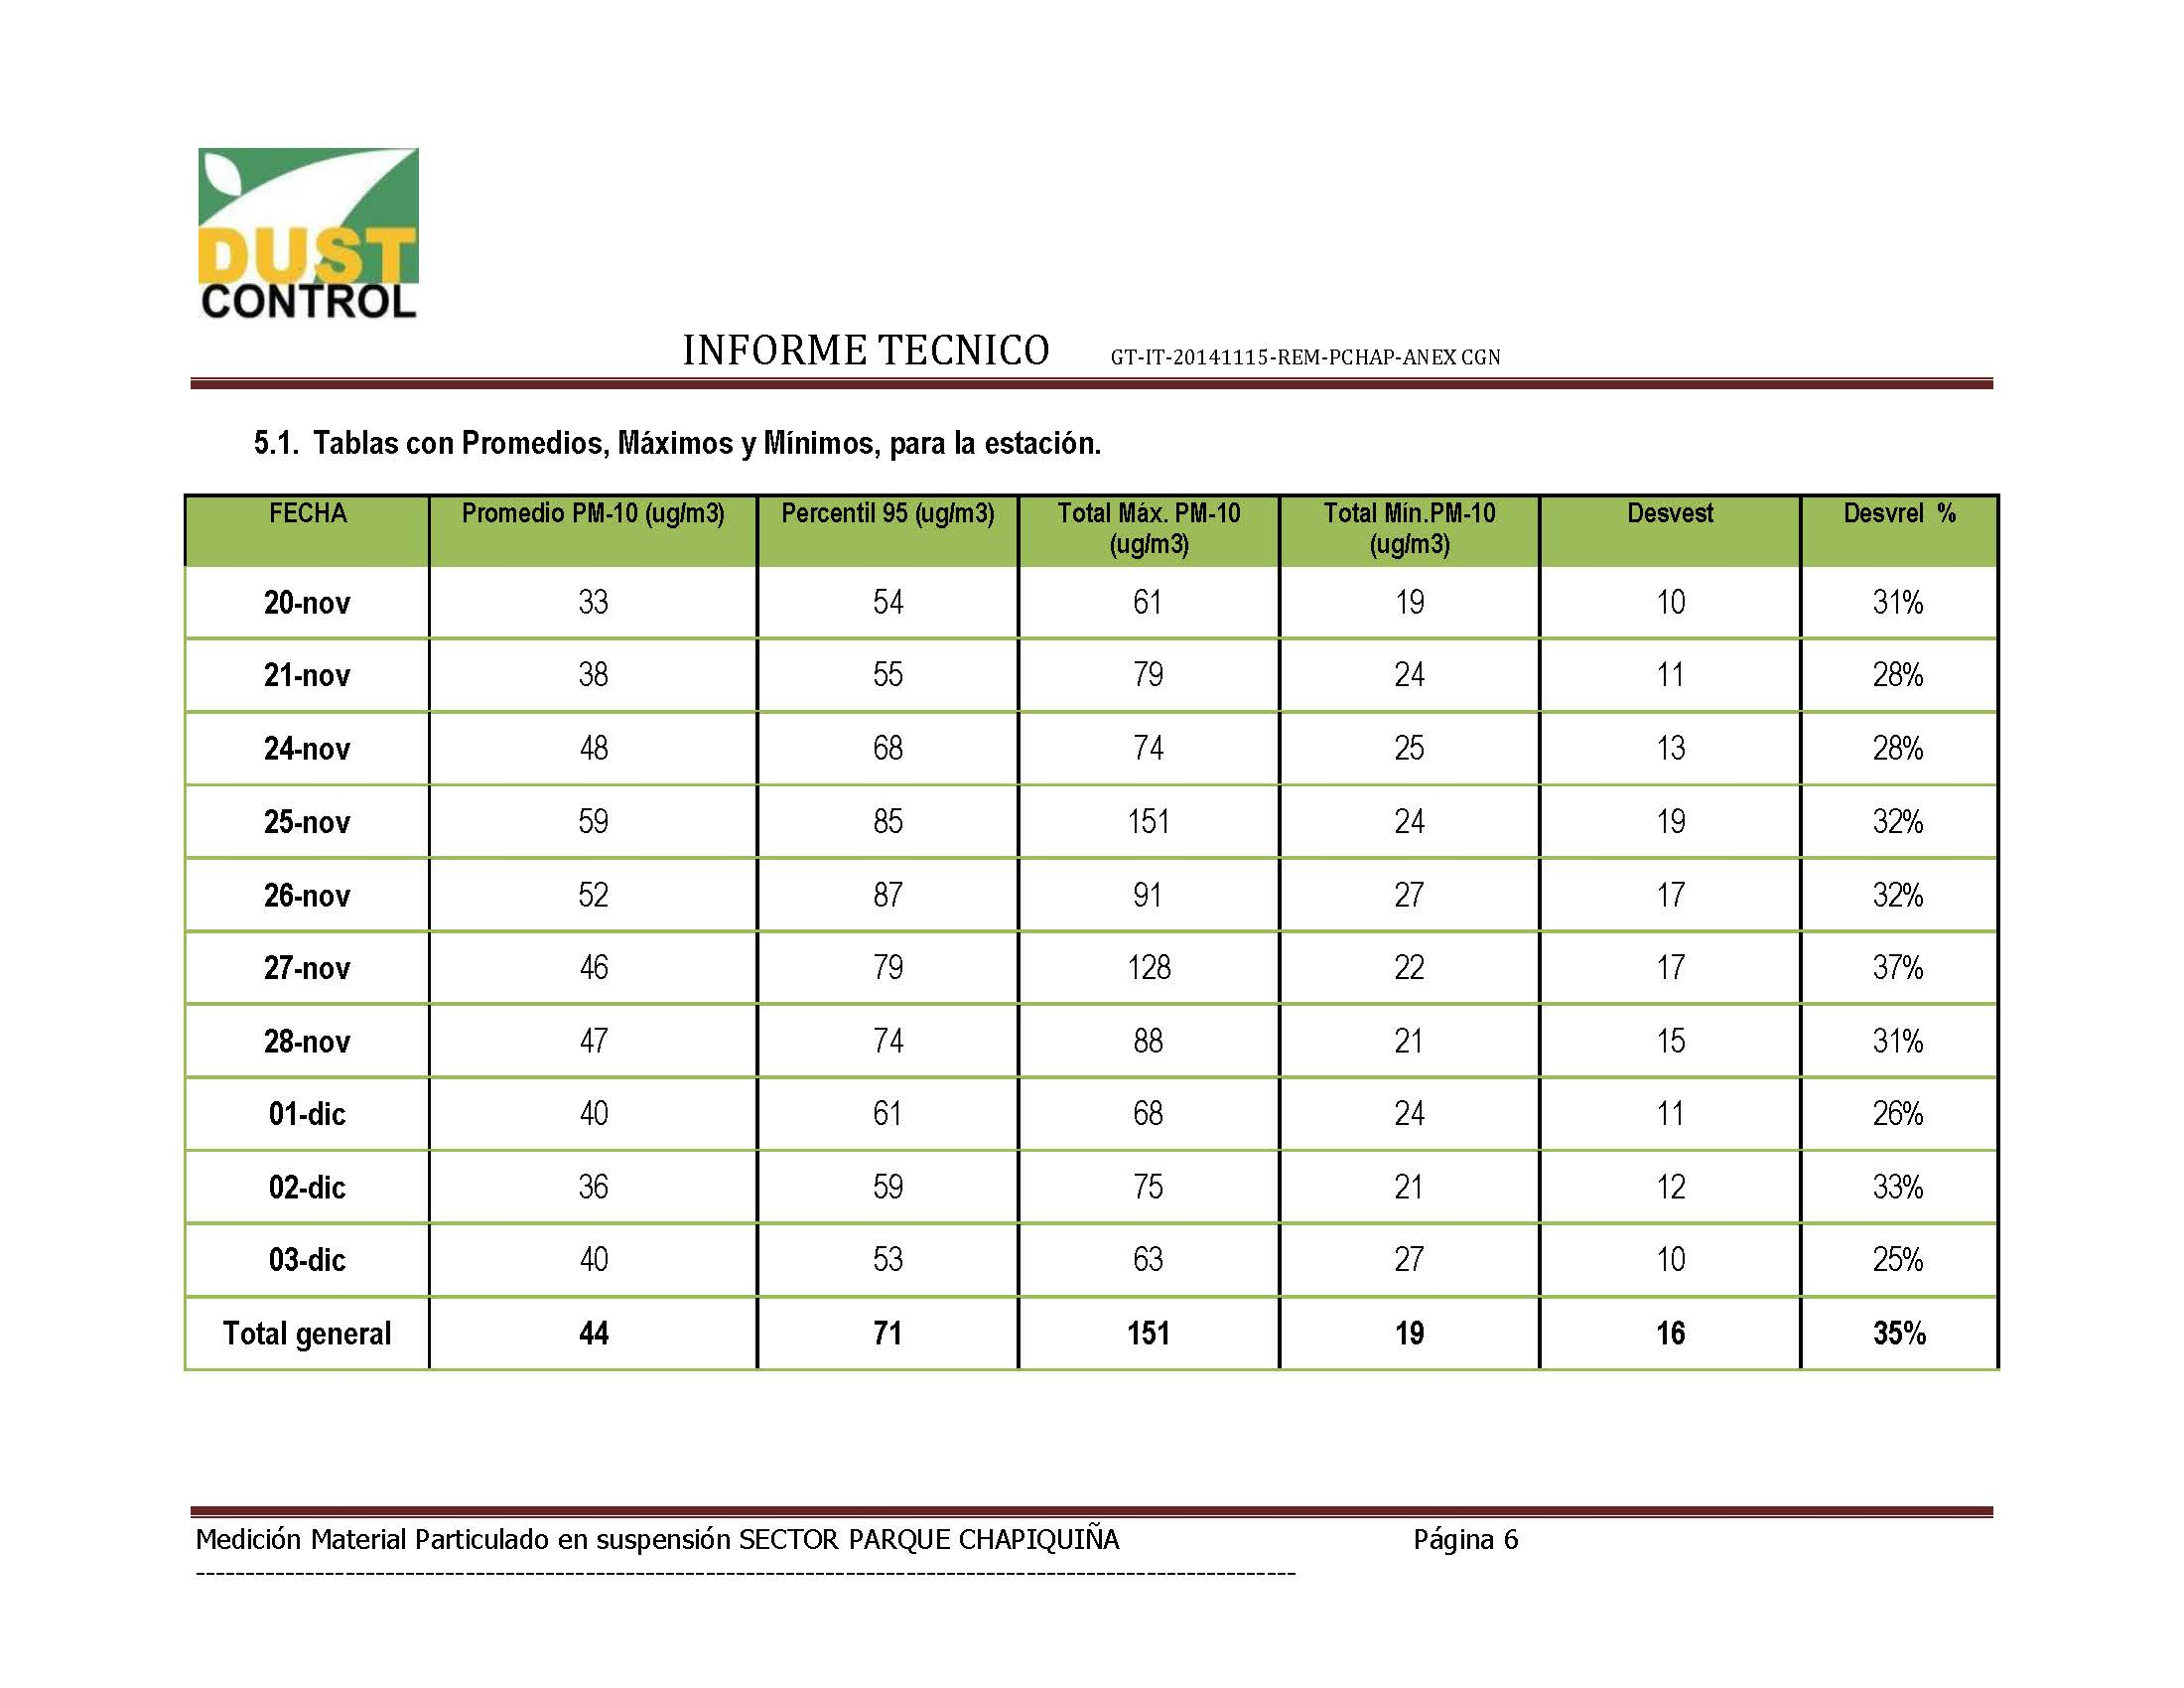 DUST
CONTROL
INFORME TECNICO GT-IT-20141115-REM-PCHAP-ANEX CGN
5.1. Tablas con Promedios, Máximos y Mínimos, para la estación.
FECHA Promedio PM-10 (ug/m3) Percentil 95 (ug/m3) Total Máx. PM-10 (ug/m3) Total Mín.PM-10 (ug/m3) Desvest Desvrel %
20-nov 33 54 61 19 10 31%
21-nov 38 55 79 24 11 28%
24-nov 48 68 74 25 13 28%
25-nov 59 85 151 24 19 32%
26-nov 52 87 91 27 17 32%
27-nov 46 79 128 22 17 37%
28-nov 47 74 88 21 15 31%
01-dic 40 61 68 24 11 26%
02-dic 36 59 75 21 12 33%
03-dic 40 53 63 27 10 25%
Total general 44 71 151 19 16 35%
Medición Material Particulado en suspensión SECTOR PARQUE CHAPIQUIÑA Página 6
--------------------------------------------------------------------------------------------------------------